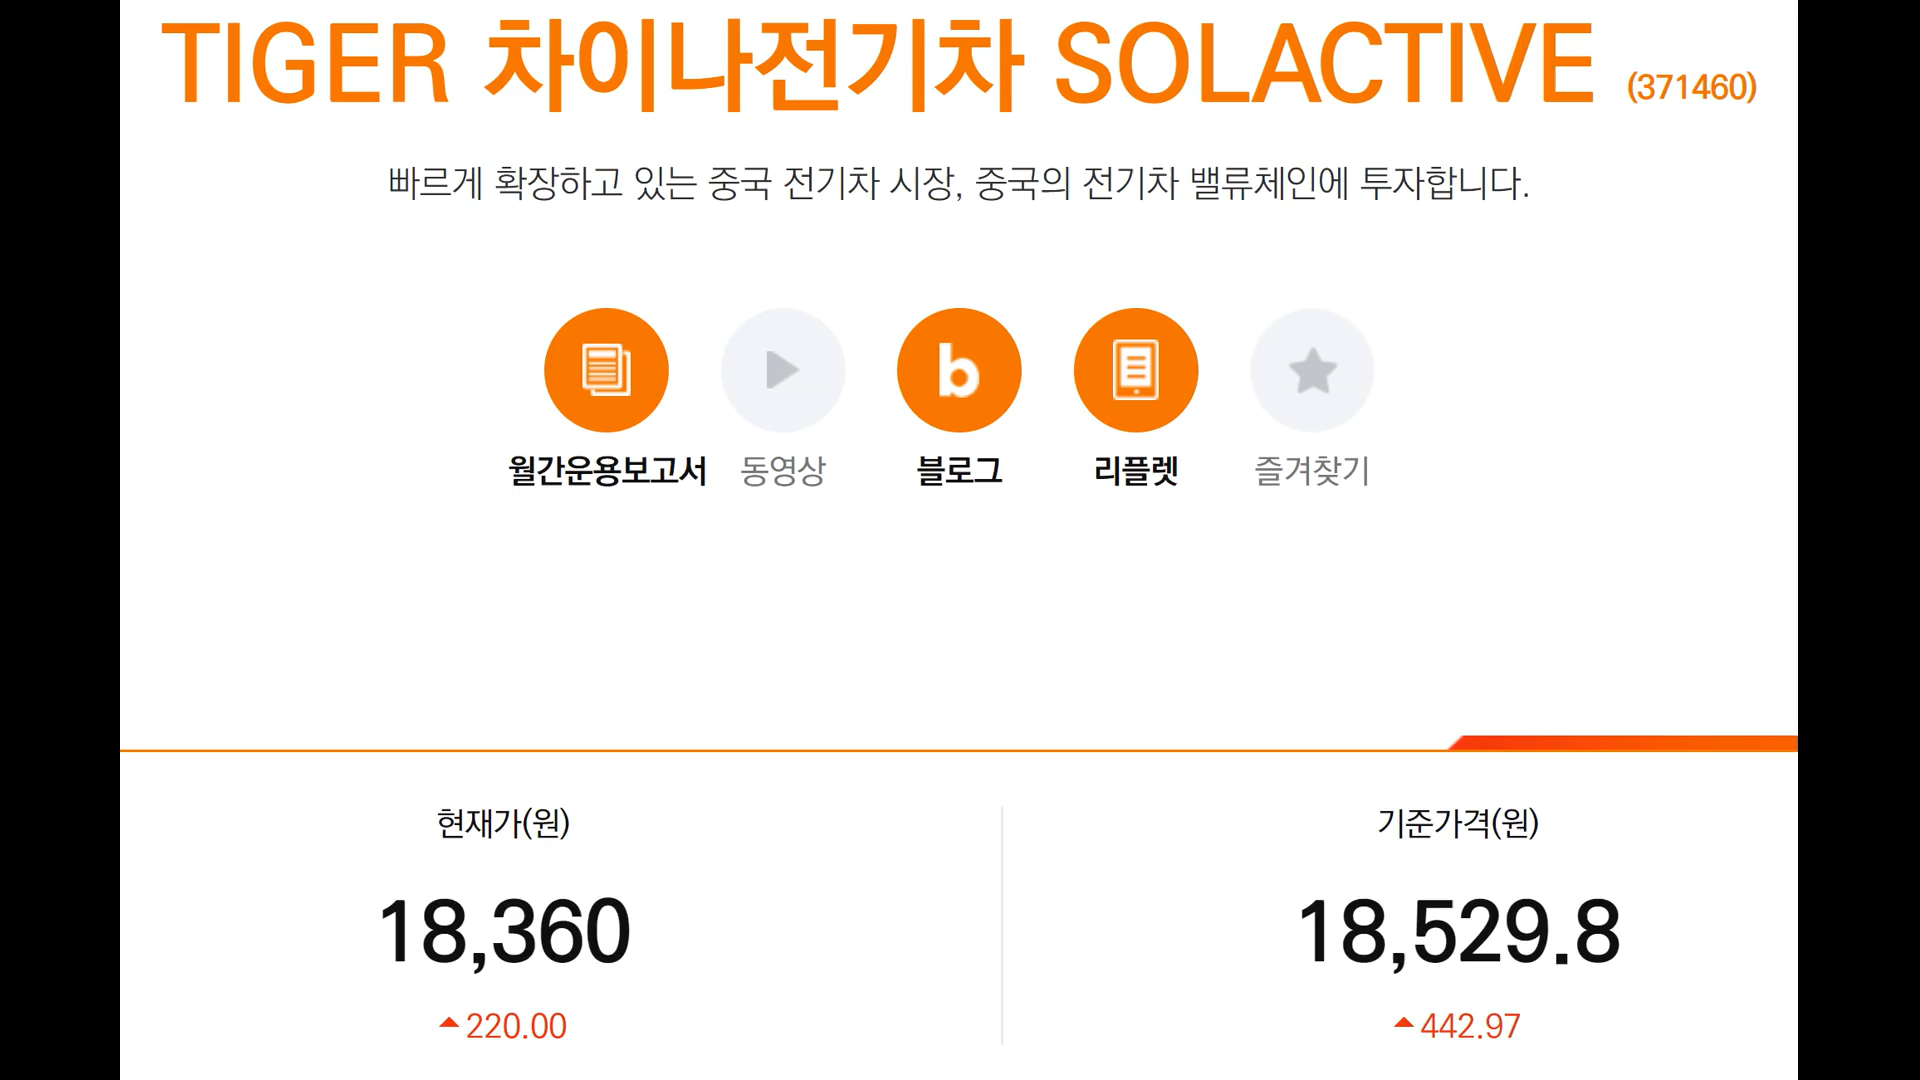 TIGER 차이나전기차 SOLACTIVE (371460)
빠르게 확장하고 있는 중국 전기차 시장, 중국의 전기차 밸류체인에 투자합니다.
b
월간운용보고서 동영상 블로그 리플렛 즐겨찾기
현재가(원) 기준가격(원)
18,360 18,529.8
▲220.00 ▲442.97